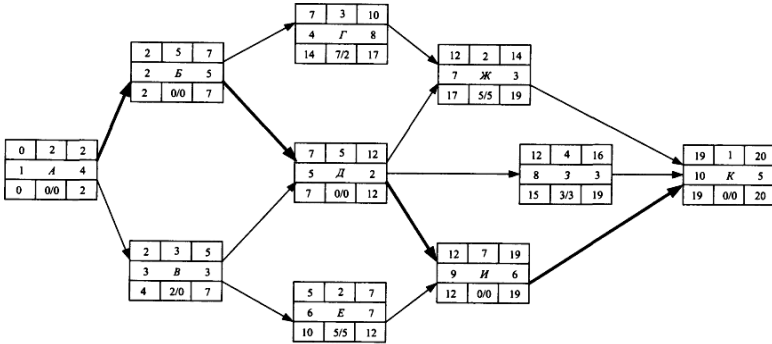 7 3 10
4 Г 8
14 7/2 17
2 5 7
2 Б 5
2 0/0 7
12 2 14
7 Ж 3
17 5/5 19
0 2 2
1 А 4
0 0/0 2
7 5 12
5 Д 2
7 0/0 12
12 4 16
8 З 3
15 3/3 19
19 1 20
10 К 5
19 0/0 20
2 3 5
3 В 3
4 2/0 7
12 7 19
9 И 6
12 0/0 19
5 2 7
6 Е 7
10 5/5 12